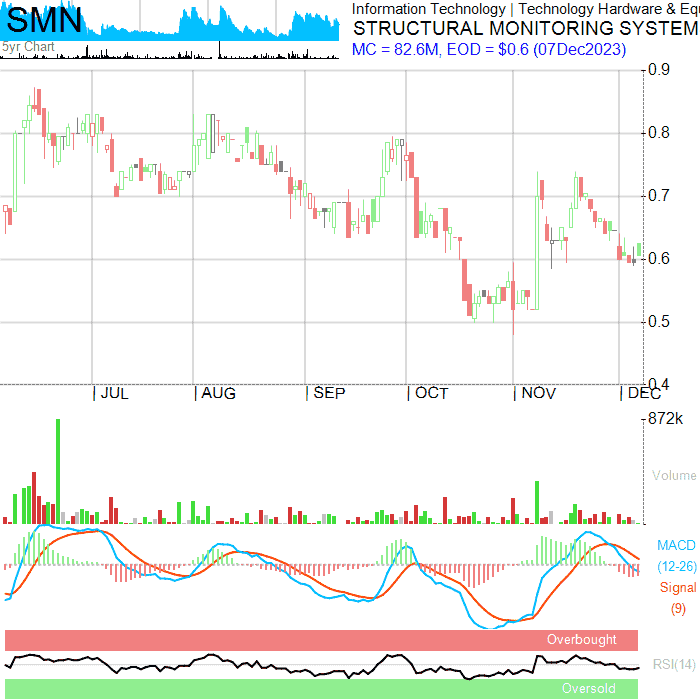 SMN
5yr Chart
Information Technology | Technology Hardware & Equ
STRUCTURAL MONITORING SYSTEM
MC = 82.6M, EOD = $0.6 (07Dec2023)
0.9
0.8
0.7
0.6
0.5
0.4
| JUL | AUG | SEP | OCT | NOV | DEC
872k
Volume
MACD
(12-26)
Signal
(9)
Overbought
RSI(14)
Oversold